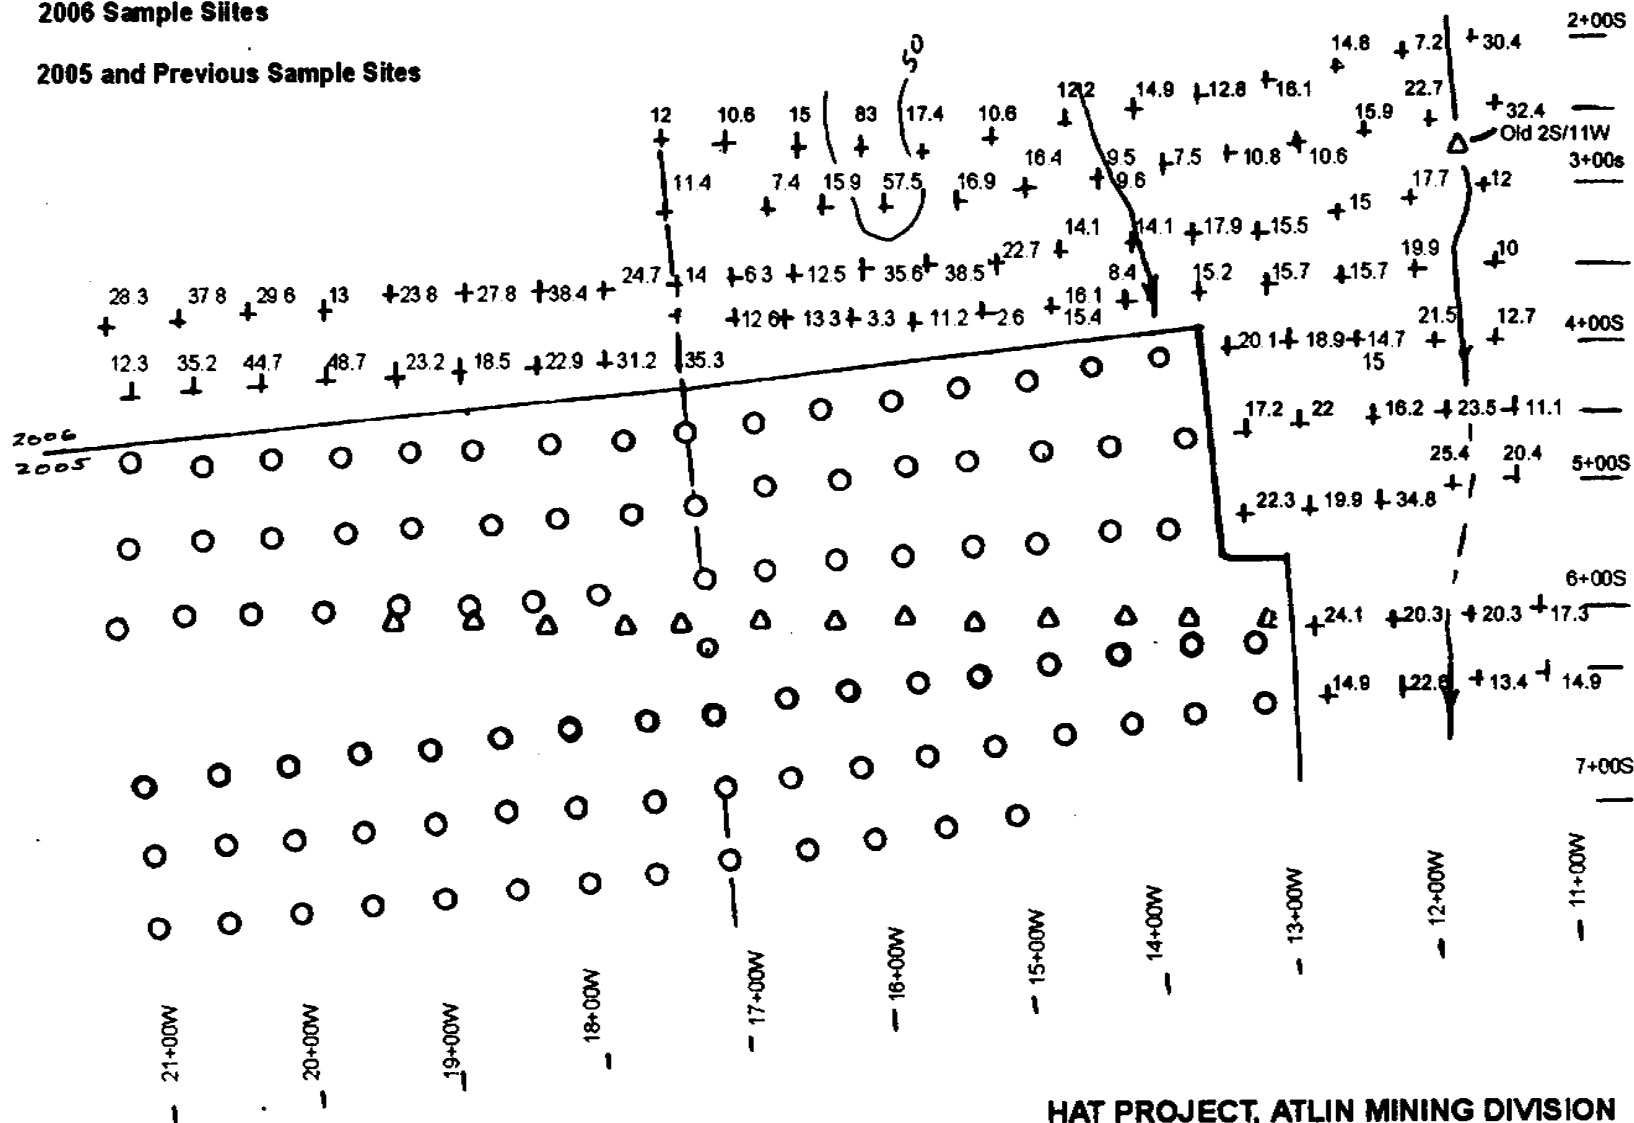 2006 Sample Siites
2005 and Previous Sample Sites
2+00S
14.8 7.2 30.4
50
12 10.6 15 83 17.4 10.6 12.2 14.9 12.8 16.1 15.9 22.7 32.4
Old 2S/11W
3+00s
11.4 7.4 15.9 57.5 16.9 16.4 9.5 7.5 10.8 10.6
9.6 15 17.7 12
14.1 14.1 17.9 15.5 19.9 10
28.3 37.8 29.6 13 23.8 27.8 38.4 24.7 14 6.3 12.5 35.6 38.5 22.7 8.4 15.2 15.7 15.7
12.6 13.3 3.3 11.2 2.6 16.1 21.5 12.7
15.4
4+00S
12.3 35.2 44.7 48.7 23.2 18.5 22.9 31.2 35.3 20.1 18.9 14.7
15
17.2 22 16.2 23.5 11.1
2006
2005
25.4 20.4
5+00S
22.3 19.9 34.8
6+00S
24.1 20.3 20.3 17.3
14.9 22.6 13.4 14.9
7+00S
21+00W
20+00W
19+00W
18+00W
17+00W
16+00W
15+00W
14+00W
13+00W
12+00W
11+00W
HAT PROJECT, ATLIN MINING DIVISION